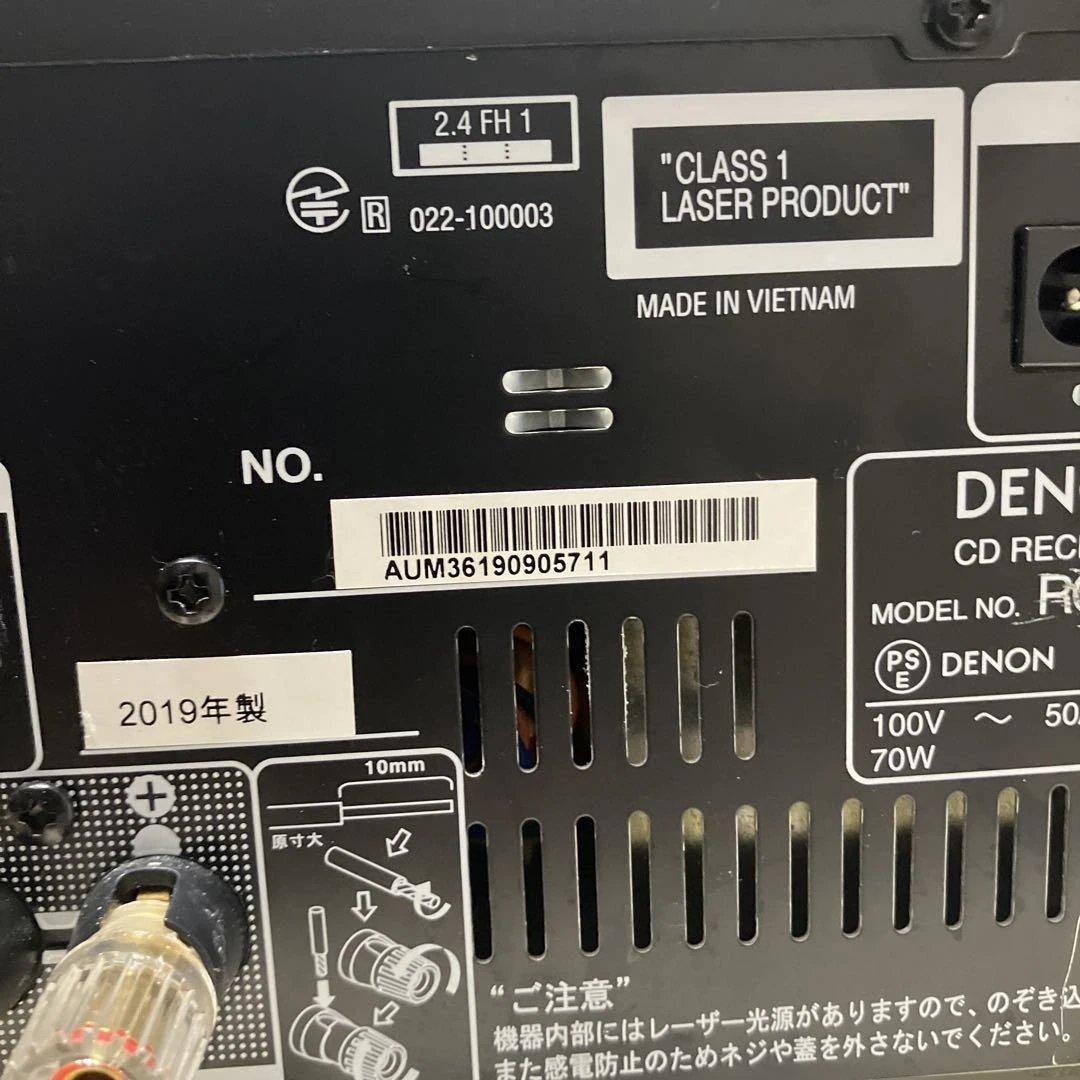 2.4 FH 1
R 022-100003
"CLASS 1
LASER PRODUCT"
MADE IN VIETNAM
NO.
AUM36190905711
2019年製
DEN
CD REC
MODEL NO.
PSE DENON
100V ～ 50
70W
10mm
原寸大
"ご注意"
機器内部にはレーザー光源がありますので、のぞき込
また感電防止のためネジや蓋を外さないでください。